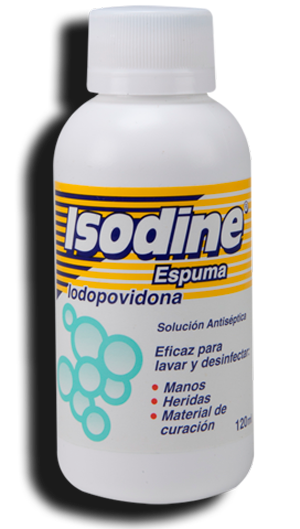 Isodine®
Espuma
Iodopovidona
Solución Antiséptica
Eficaz para
lavar y desinfectar:
• Manos
• Heridas
• Material de
curación
120ml